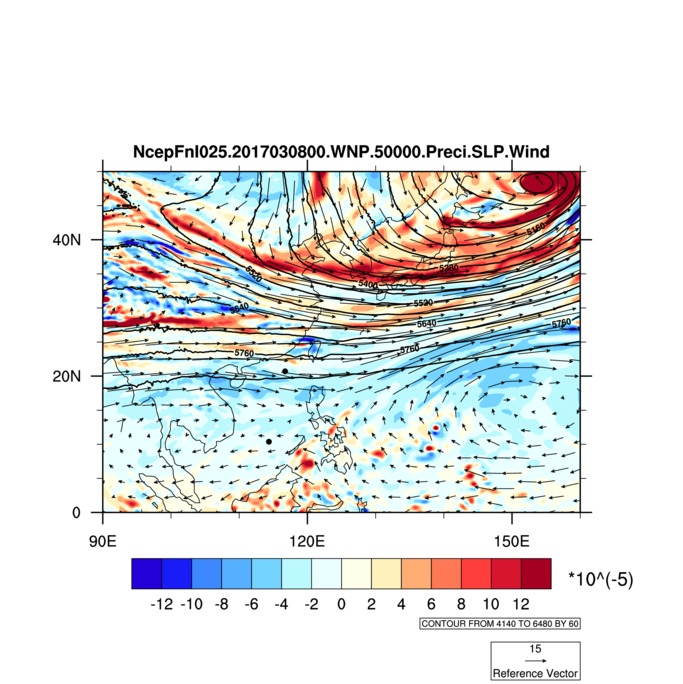 NcepFnl025.2017030800.WNP.50000.Preci.SLP.Wind
40N
20N
0
90E 120E 150E
5160
5280
5400
5520
5640
5640
5760
5760
5760
-12 -10 -8 -6 -4 -2 0 2 4 6 8 10 12
*10^(-5)
CONTOUR FROM 4140 TO 6480 BY 60
15
Reference Vector